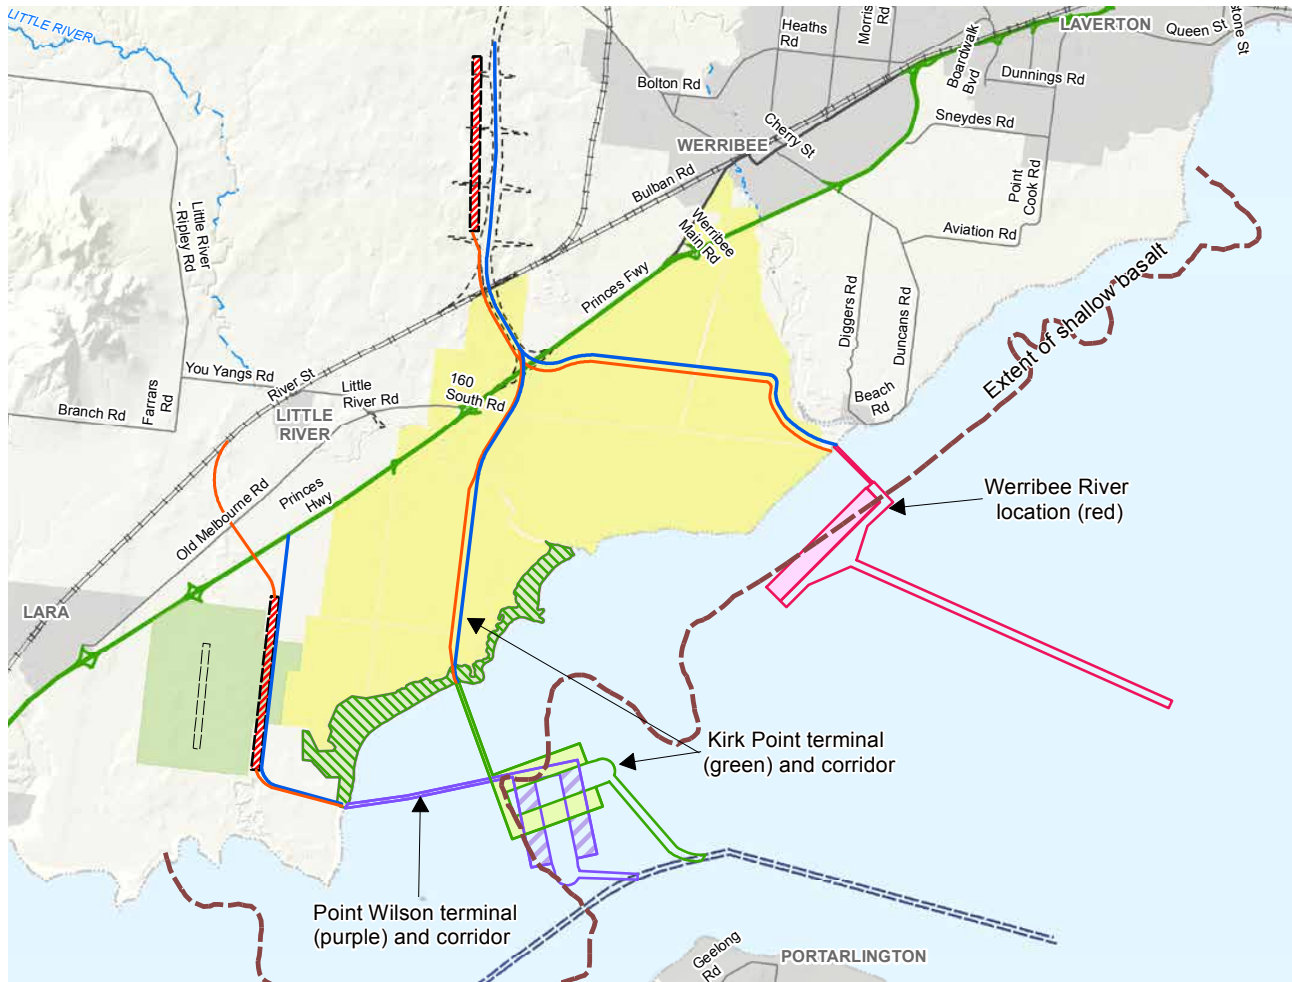 LITTLE RIVER
Heaths
Rd
Morris
Rd
LAVERTON
Queen St
stone St
Boardwalk
Bvd
Dunnings Rd
Bolton Rd
Sneydes Rd
Cherry St
WERRIBEE
Bulban Rd
Point
Cook Rd
Little River
- Ripley Rd
Werribee
Main Rd
Aviation Rd
Princes Fwy
Diggers Rd
Duncans Rd
Extent of shallow basalt
You Yangs Rd
River St
Little
River Rd
160
South Rd
Farrars
Rd
Branch Rd
LITTLE
RIVER
Beach
Rd
Princes
Hwy
Old Melbourne Rd
Werribee River
location (red)
LARA
Kirk Point terminal
(green) and corridor
Point Wilson terminal
(purple) and corridor
Geelong
Rd
PORTARLINGTON